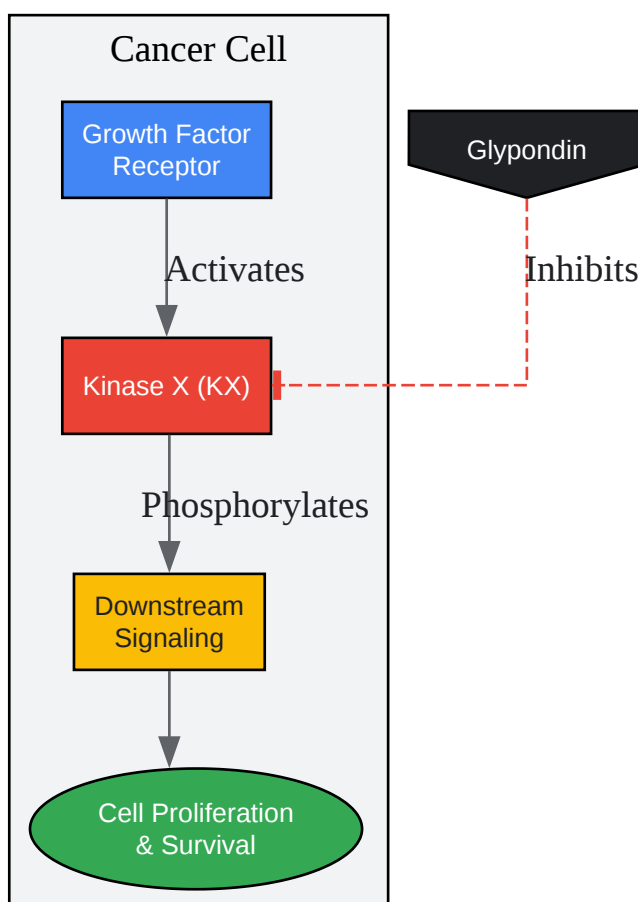 Cancer Cell
Growth Factor
Receptor
Glypondin
Activates
Inhibits
Kinase X (KX)
Phosphorylates
Downstream
Signaling
Cell Proliferation
& Survival